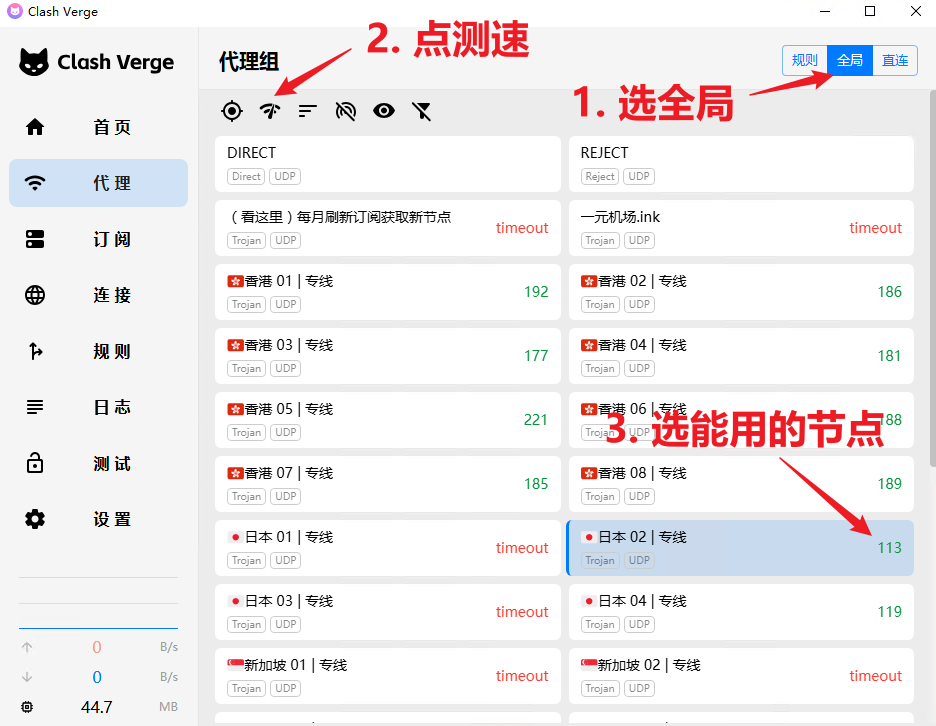 Clash Verge
Clash Verge
首页
代理
订阅
连接
规则
日志
测试
设置
0 B/s
0 B/s
44.7 MB
代理组
规则 全局 直连
2. 点测速
1. 选全局
DIRECT
Direct UDP
REJECT
Reject UDP
（看这里）每月刷新订阅获取新节点
Trojan UDP
timeout
一元机场.ink
Trojan UDP
timeout
香港 01 | 专线
Trojan UDP
192
香港 02 | 专线
Trojan UDP
186
香港 03 | 专线
Trojan UDP
177
香港 04 | 专线
Trojan UDP
181
香港 05 | 专线
Trojan UDP
221
香港 06 | 专线
Trojan UDP
88
3. 选能用的节点
香港 07 | 专线
Trojan UDP
185
香港 08 | 专线
Trojan UDP
189
日本 01 | 专线
Trojan UDP
timeout
日本 02 | 专线
Trojan UDP
113
日本 03 | 专线
Trojan UDP
timeout
日本 04 | 专线
Trojan UDP
119
新加坡 01 | 专线
Trojan UDP
timeout
新加坡 02 | 专线
Trojan UDP
timeout